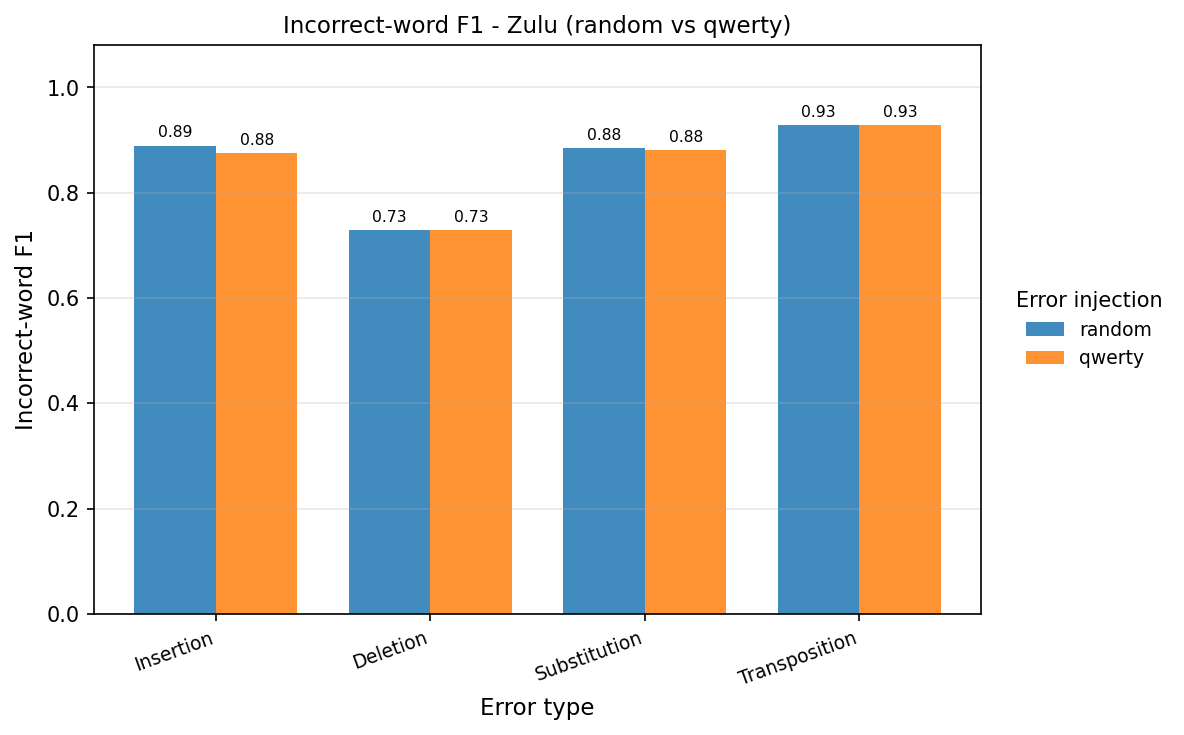 Incorrect-word F1 - Zulu (random vs qwerty)
Incorrect-word F1
1.0
0.8
0.6
0.4
0.2
0.0
0.89
0.88
0.73
0.73
0.88
0.88
0.93
0.93
Insertion
Deletion
Substitution
Transposition
Error type
Error injection
random
qwerty